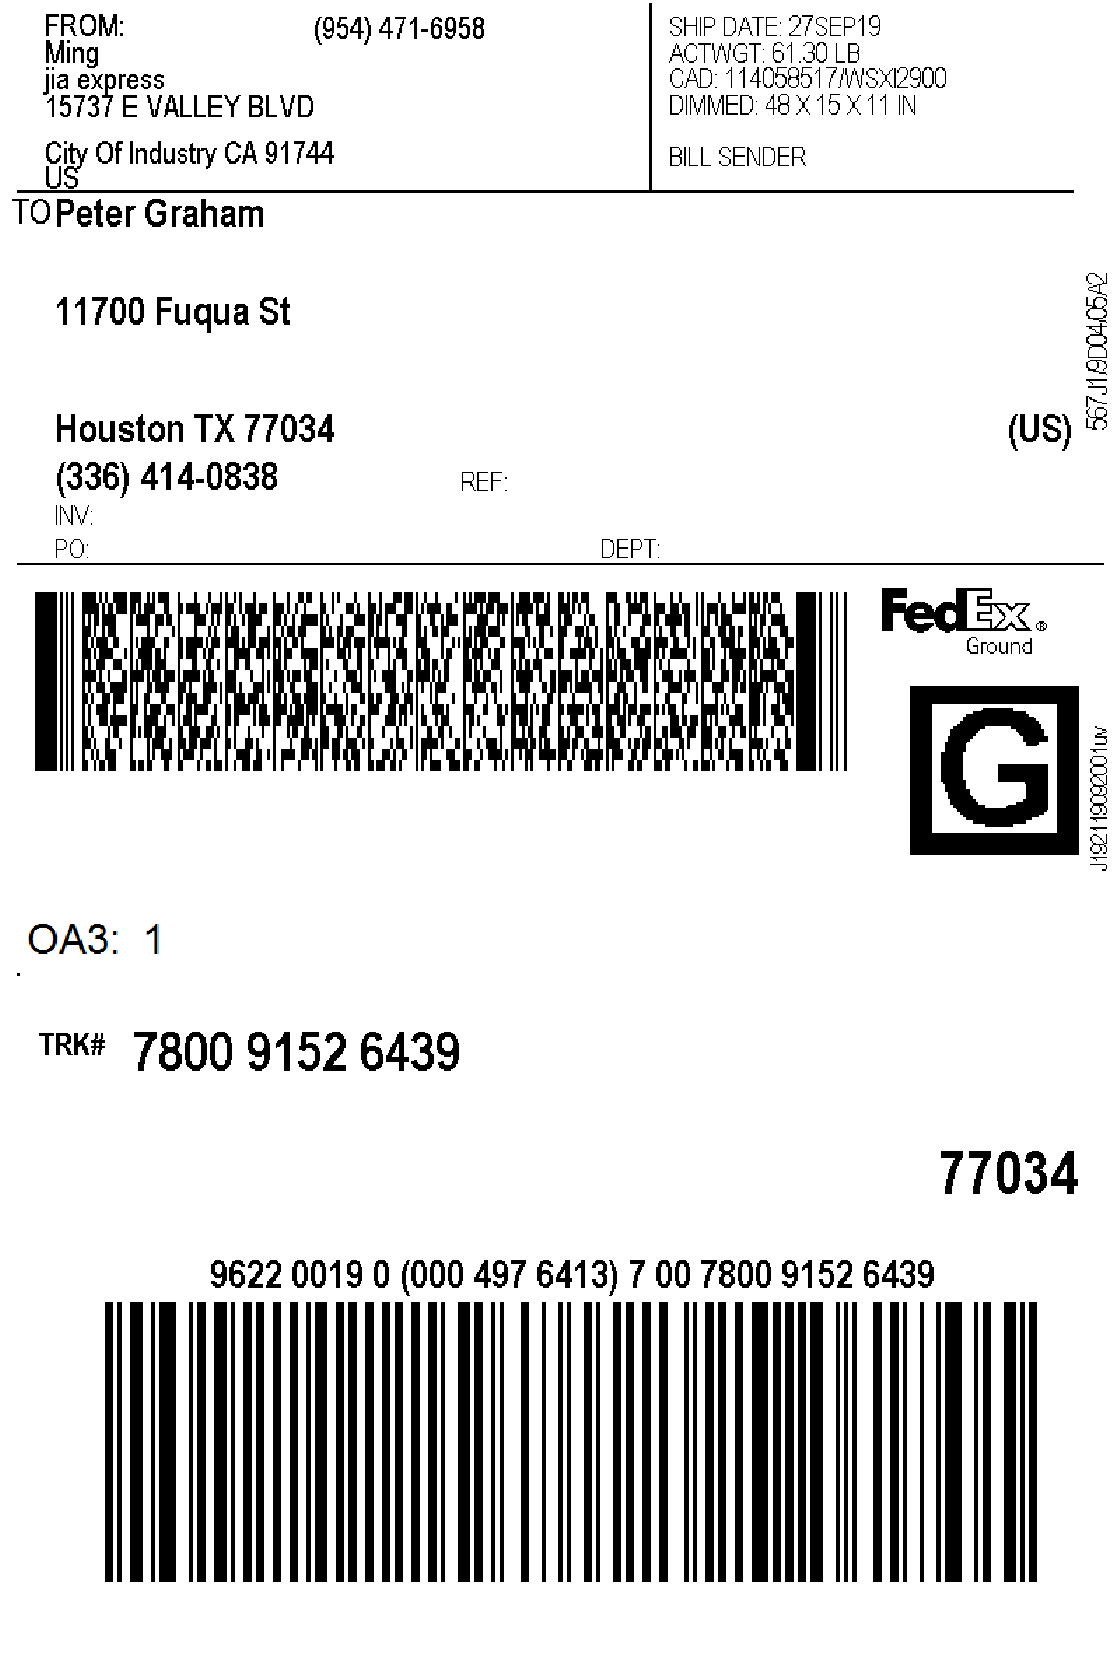 FROM: (954) 471-6958
Ming
jia express
15737 E VALLEY BLVD
City Of Industry CA 91744
US
SHIP DATE: 27SEP19
ACTWGT: 61.30 LB
CAD: 114058517/WSXI2900
DIMMED: 48 X 15 X 11 IN
BILL SENDER
TO Peter Graham
11700 Fuqua St
Houston TX 77034 (US)
(336) 414-0838 REF:
INV:
PO: DEPT:
567J1/9D04/05A2
FedEx®
Ground
G
J192119092001uv
OA3: 1
.
TRK# 7800 9152 6439
77034
9622 0019 0 (000 497 6413) 7 00 7800 9152 6439